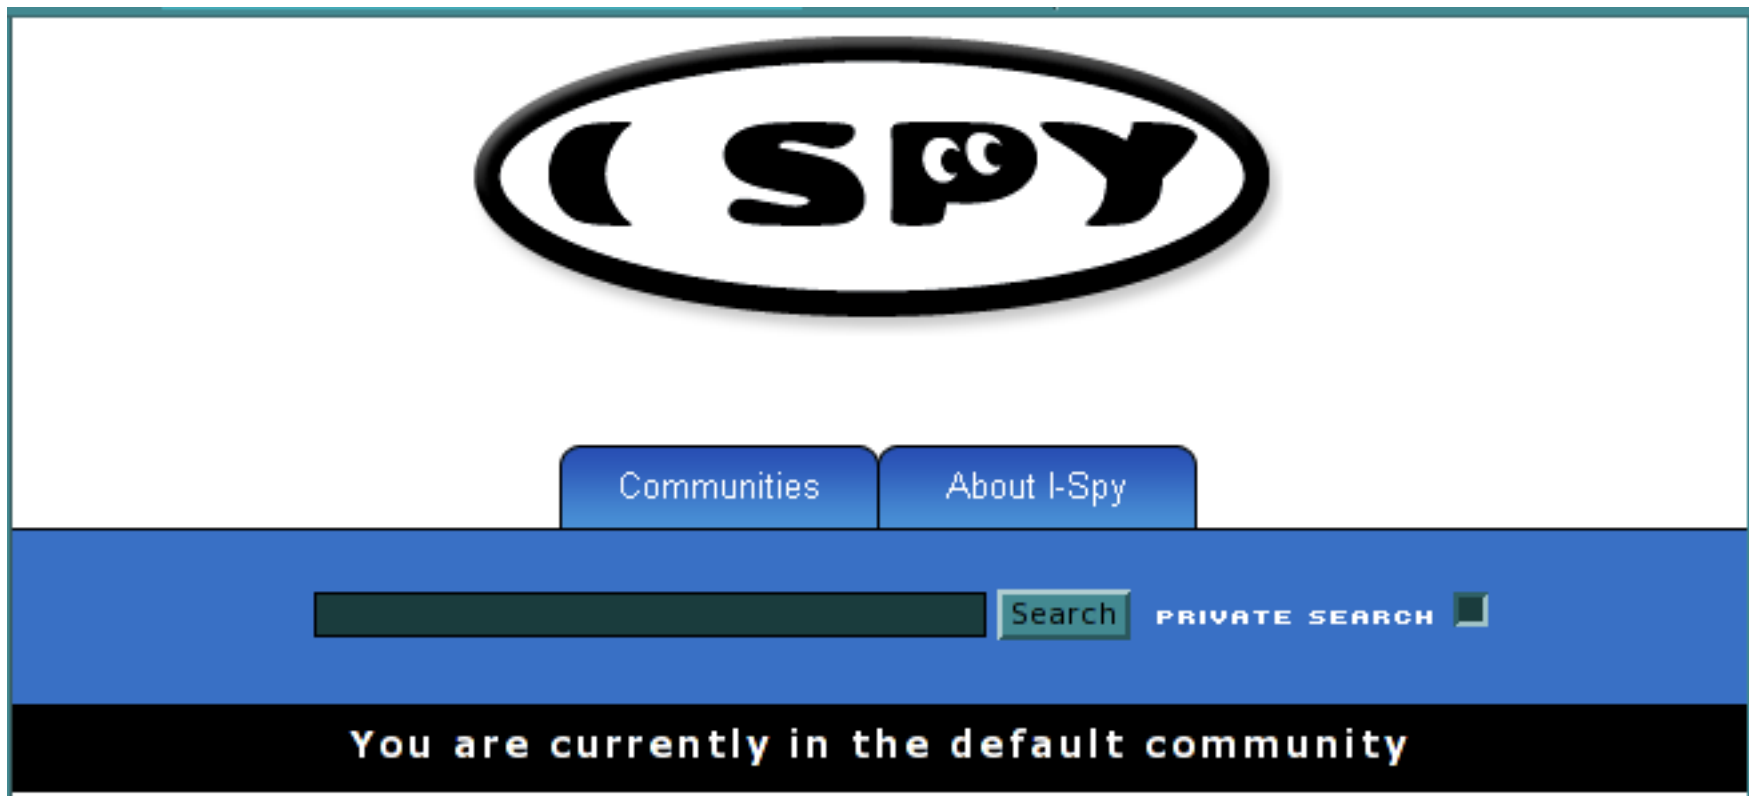 I SPY
Communities About I-Spy
Search PRIVATE SEARCH
You are currently in the default community